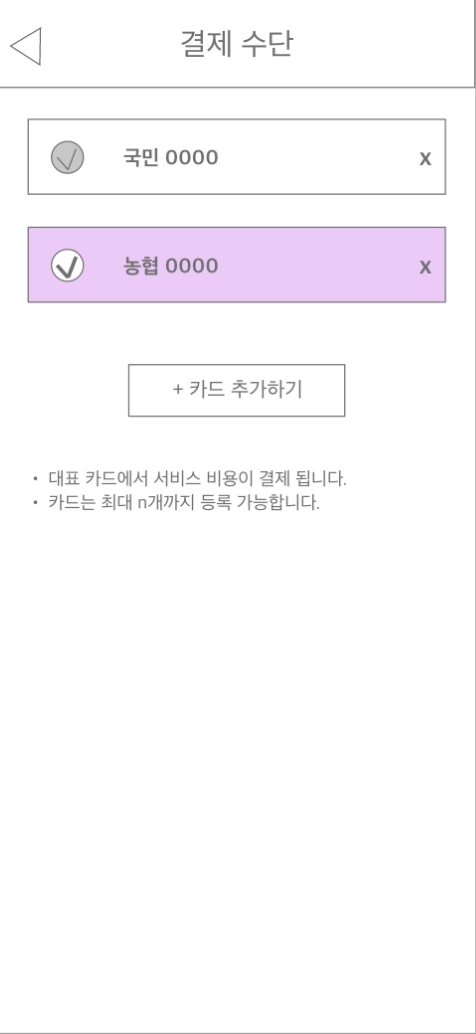 결제 수단
국민 0000 x
농협 0000 x
+ 카드 추가하기
• 대표 카드에서 서비스 비용이 결제 됩니다.
• 카드는 최대 n개까지 등록 가능합니다.